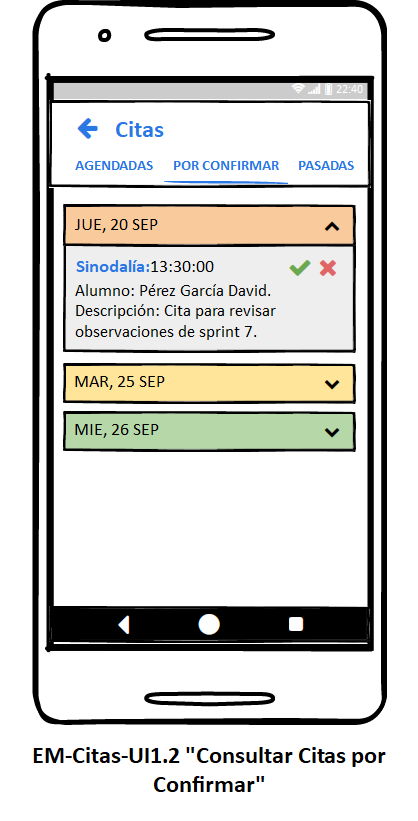 22:40
Citas
AGENDADAS POR CONFIRMAR PASADAS
JUE, 20 SEP
Sinodalía:13:30:00
Alumno: Pérez García David.
Descripción: Cita para revisar
observaciones de sprint 7.
MAR, 25 SEP
MIE, 26 SEP
EM-Citas-UI1.2 "Consultar Citas por
Confirmar"